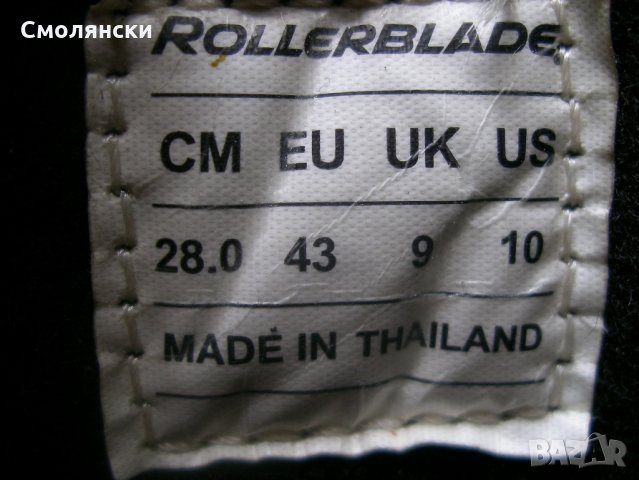 Смолянски
ROLLERBLADE
CM EU UK US
28.0 43 9 10
MADE IN THAILAND
BAZAR